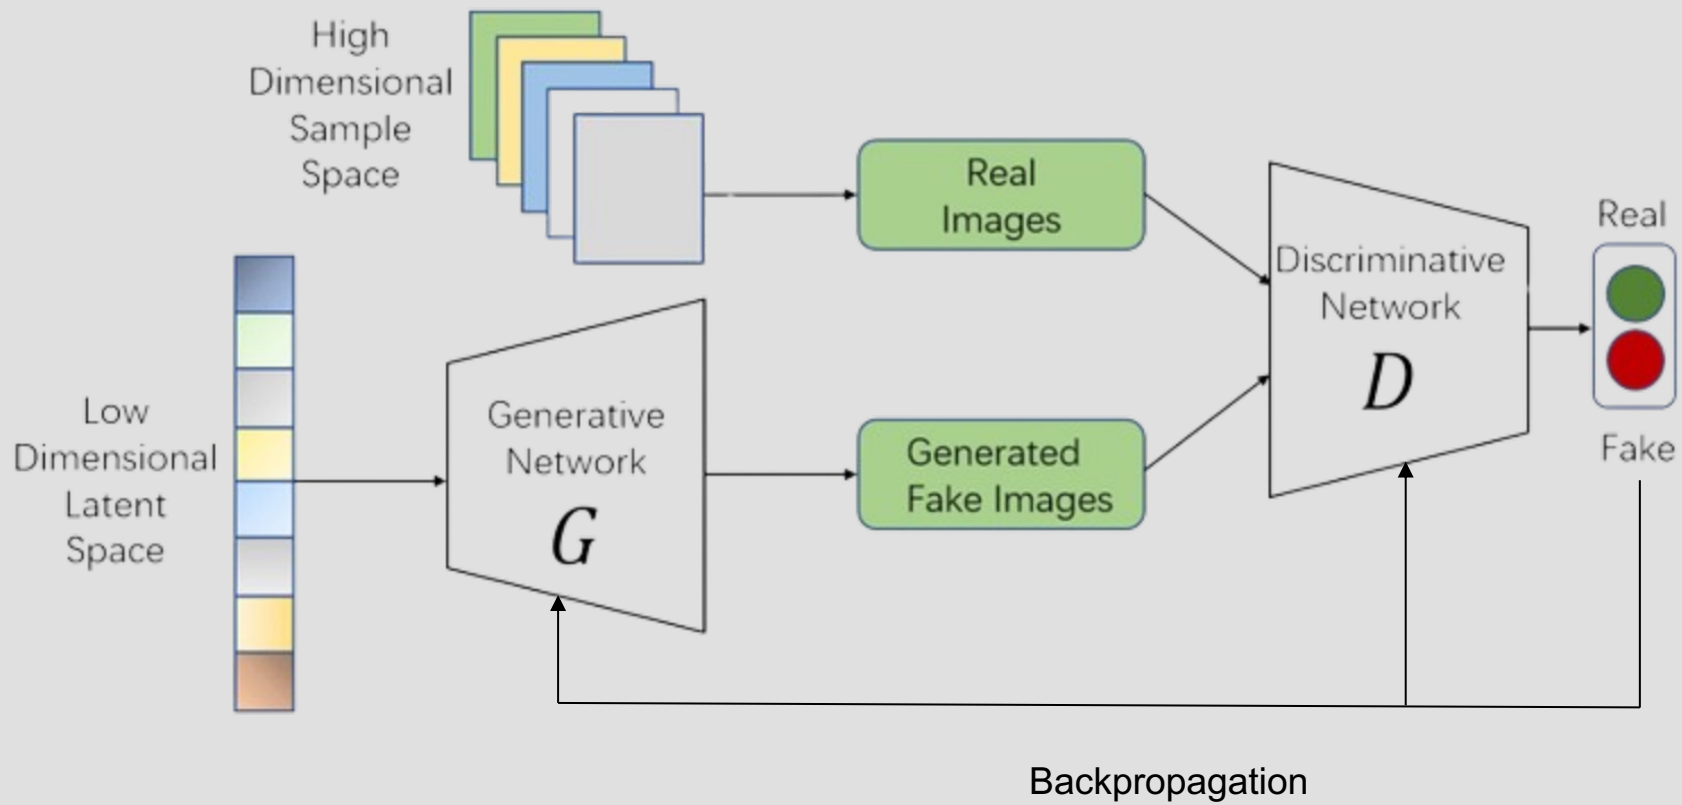 High
Dimensional
Sample
Space
Real
Images
Discriminative
Network
D
Real
Fake
Low
Dimensional
Latent
Space
Generative
Network
G
Generated
Fake Images
Backpropagation